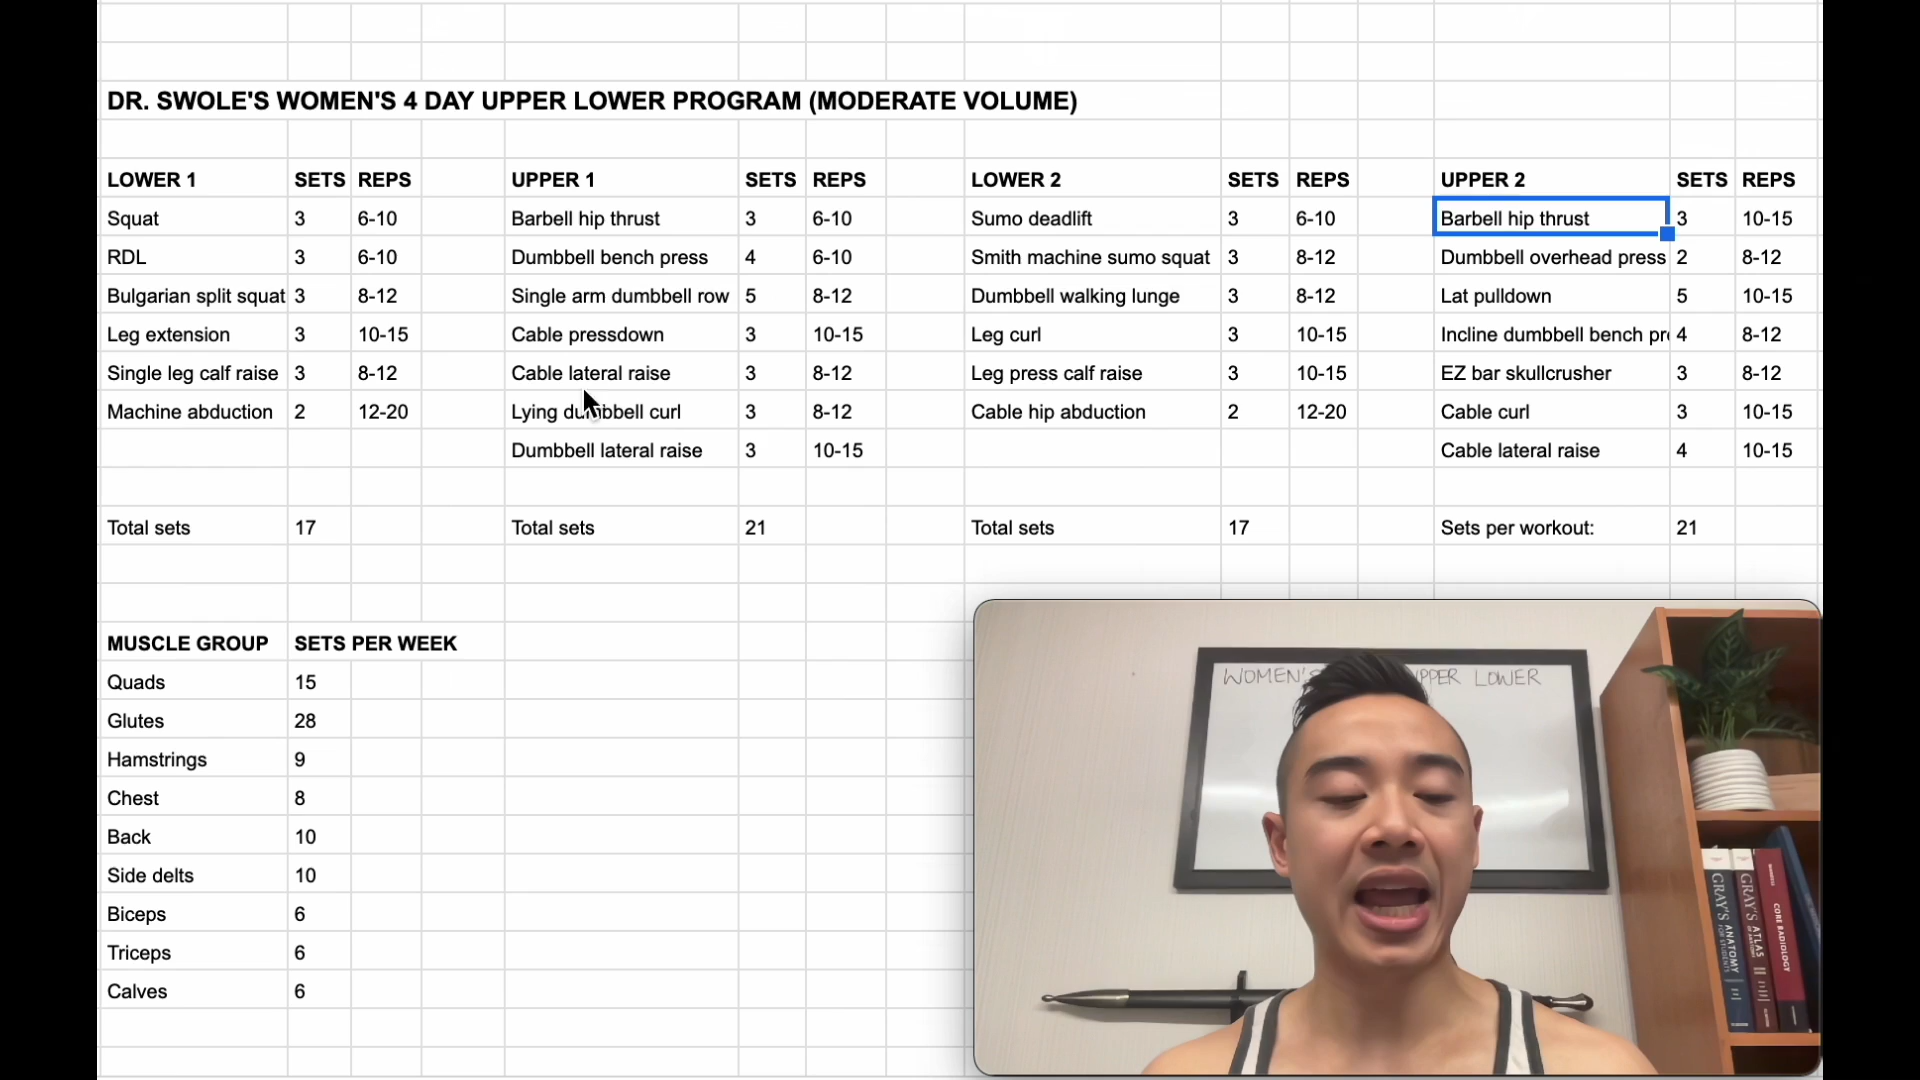 DR. SWOLE'S WOMEN'S 4 DAY UPPER LOWER PROGRAM (MODERATE VOLUME)
LOWER 1 SETS REPS UPPER 1 SETS REPS LOWER 2 SETS REPS UPPER 2 SETS REPS
Squat 3 6-10 Barbell hip thrust 3 6-10 Sumo deadlift 3 6-10 Barbell hip thrust 3 10-15
RDL 3 6-10 Dumbbell bench press 4 6-10 Smith machine sumo squat 3 8-12 Dumbbell overhead press 2 8-12
Bulgarian split squat 3 8-12 Single arm dumbbell row 5 8-12 Dumbbell walking lunge 3 8-12 Lat pulldown 5 10-15
Leg extension 3 10-15 Cable pressdown 3 10-15 Leg curl 3 10-15 Incline dumbbell bench pr 4 8-12
Single leg calf raise 3 8-12 Cable lateral raise 3 8-12 Leg press calf raise 3 10-15 EZ bar skullcrusher 3 8-12
Machine abduction 2 12-20 Lying dumbbell curl 3 8-12 Cable hip abduction 2 12-20 Cable curl 3 10-15
Dumbbell lateral raise 3 10-15 Cable lateral raise 4 10-15
Total sets 17 Total sets 21 Total sets 17 Sets per workout: 21
MUSCLE GROUP SETS PER WEEK
Quads 15
Glutes 28
Hamstrings 9
Chest 8
Back 10
Side delts 10
Biceps 6
Triceps 6
Calves 6
WOMEN'S UPPER LOWER
GRAY'S ANATOMY FOR STUDENTS
GRAY'S ATLAS OF ANATOMY
CORE RADIOLOGY